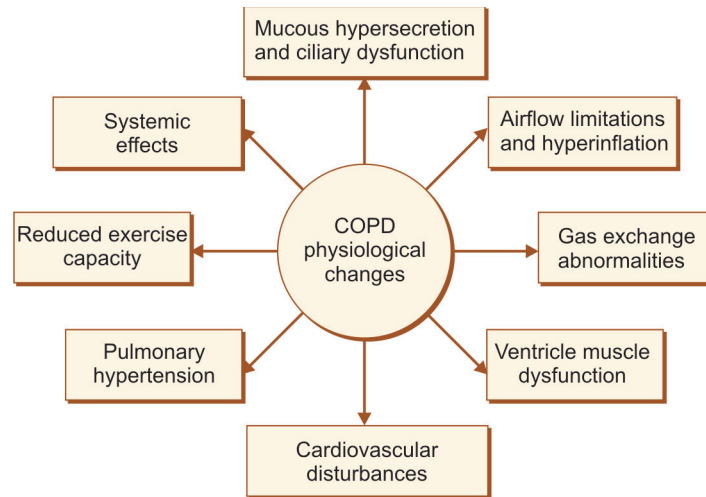 Mucous hypersecretion
and ciliary dysfunction
Systemic
effects
Airflow limitations
and hyperinflation
Reduced exercise
capacity
COPD
physiological
changes
Gas exchange
abnormalities
Pulmonary
hypertension
Ventricle muscle
dysfunction
Cardiovascular
disturbances